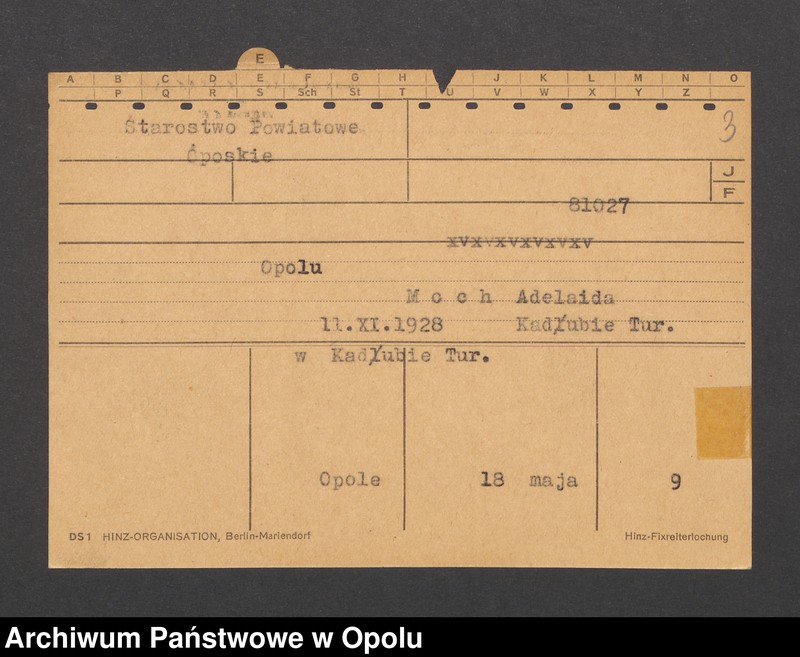 E
A B C D E F G H J K L M N O
P Q R S Sch St T U V W X Y Z
Starostwo Powiatowe
3
Oposkie
J
F
81027
xvxvxvxvxvxv
Opolu
M o c h Adelaida
11.XI.1928 Kadłubie Tur.
w Kadłubie Tur.
Opole 18 maja 9
DS1 HINZ-ORGANISATION, Berlin-Mariendorf Hinz-Fixreiterlochung
Archiwum Państwowe w Opolu